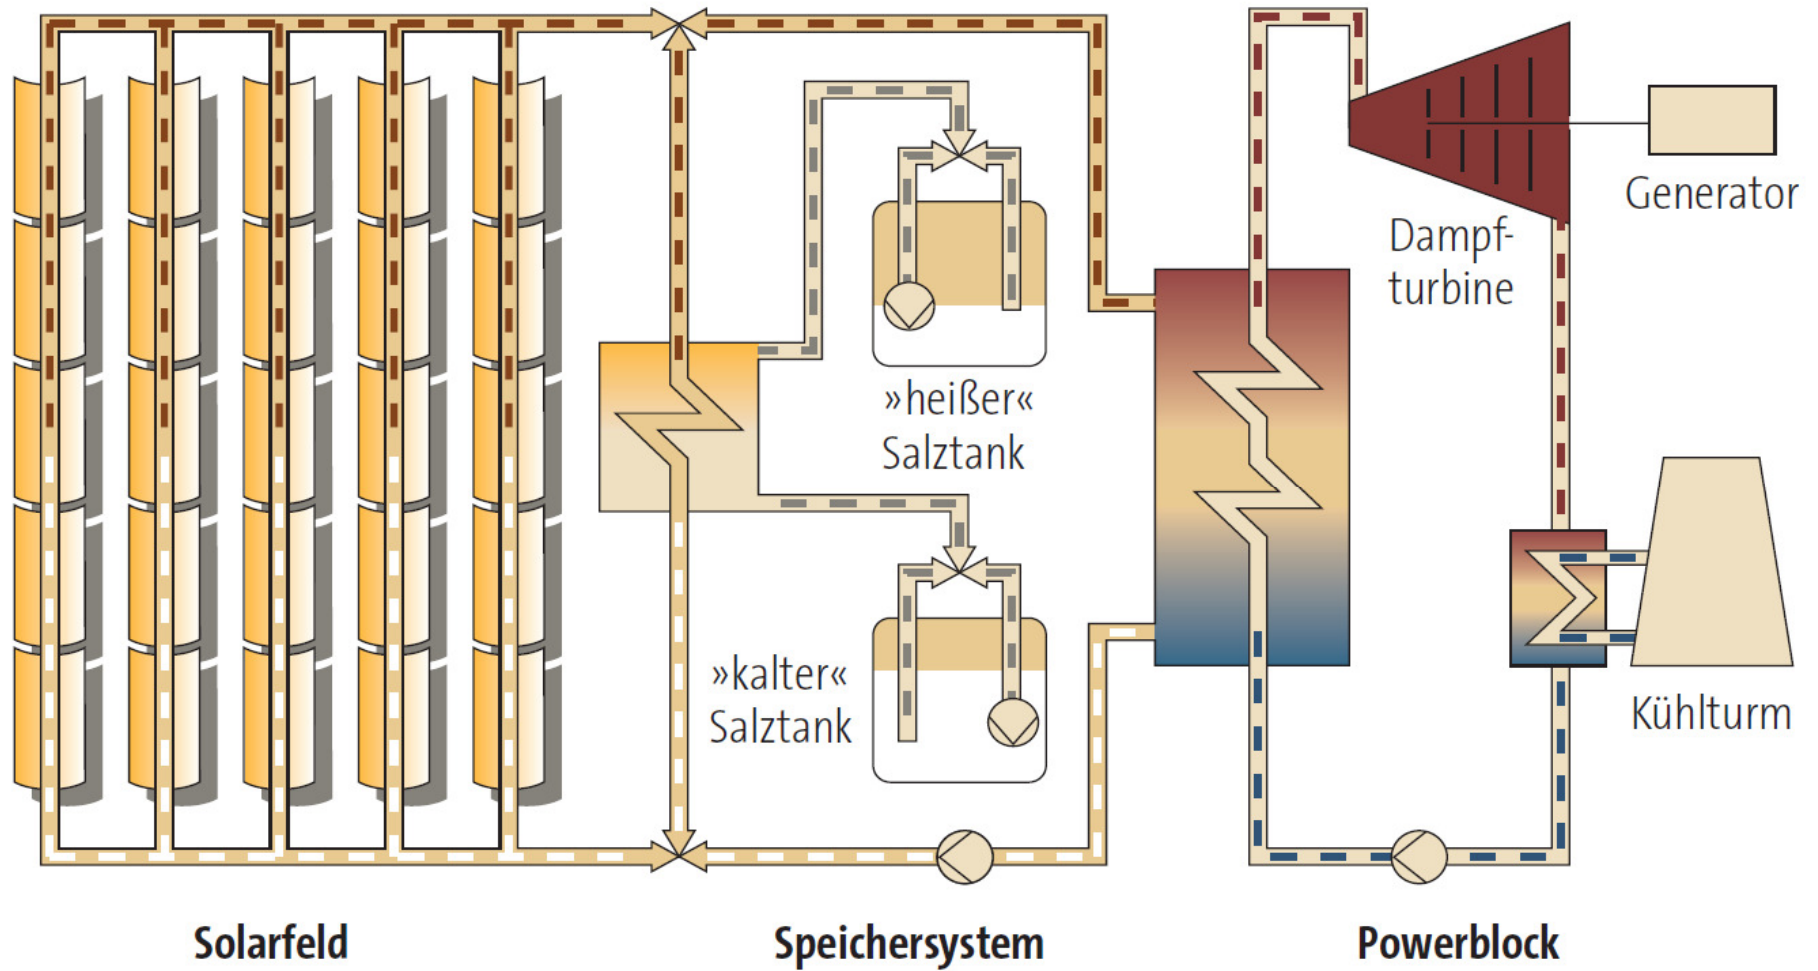 Generator
Dampf-
turbine
»heißer«
Salztank
»kalter«
Salztank
Kühlturm
Solarfeld
Speichersystem
Powerblock